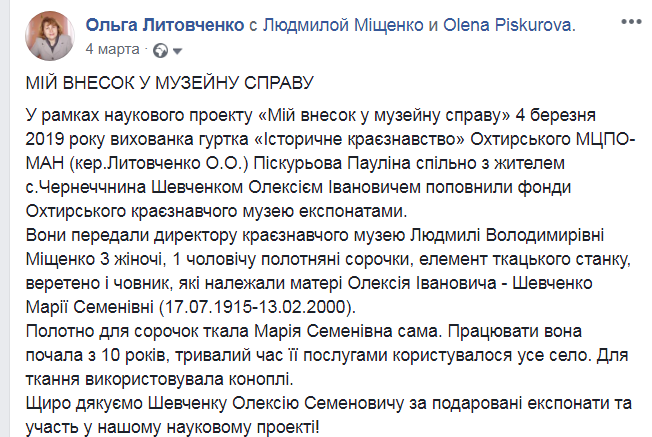 Ольга Литовченко с Людмилой Міщенко и Olena Piskurova.
4 марта ·
МІЙ ВНЕСОК У МУЗЕЙНУ СПРАВУ
У рамках наукового проекту «Мій внесок у музейну справу» 4 березня
2019 року вихованка гуртка «Історичне краєзнавство» Охтирського МЦПО-
МАН (кер.Литовченко О.О.) Піскурьова Пауліна спільно з жителем
с.Чернеччнина Шевченком Олексієм Івановичем поповнили фонди
Охтирського краєзнавчого музею експонатами.
Вони передали директору краєзнавчого музею Людмилі Володимирівні
Міщенко 3 жіночі, 1 чоловічу полотняні сорочки, елемент ткацького станку,
веретено і човник, які належали матері Олексія Івановича - Шевченко
Марії Семенівні (17.07.1915-13.02.2000).
Полотно для сорочок ткала Марія Семенівна сама. Працювати вона
почала з 10 років, тривалий час її послугами користувалося усе село. Для
ткання використовувала коноплі.
Щиро дякуємо Шевченку Олексію Семеновичу за подаровані експонати та
участь у нашому науковому проекті!